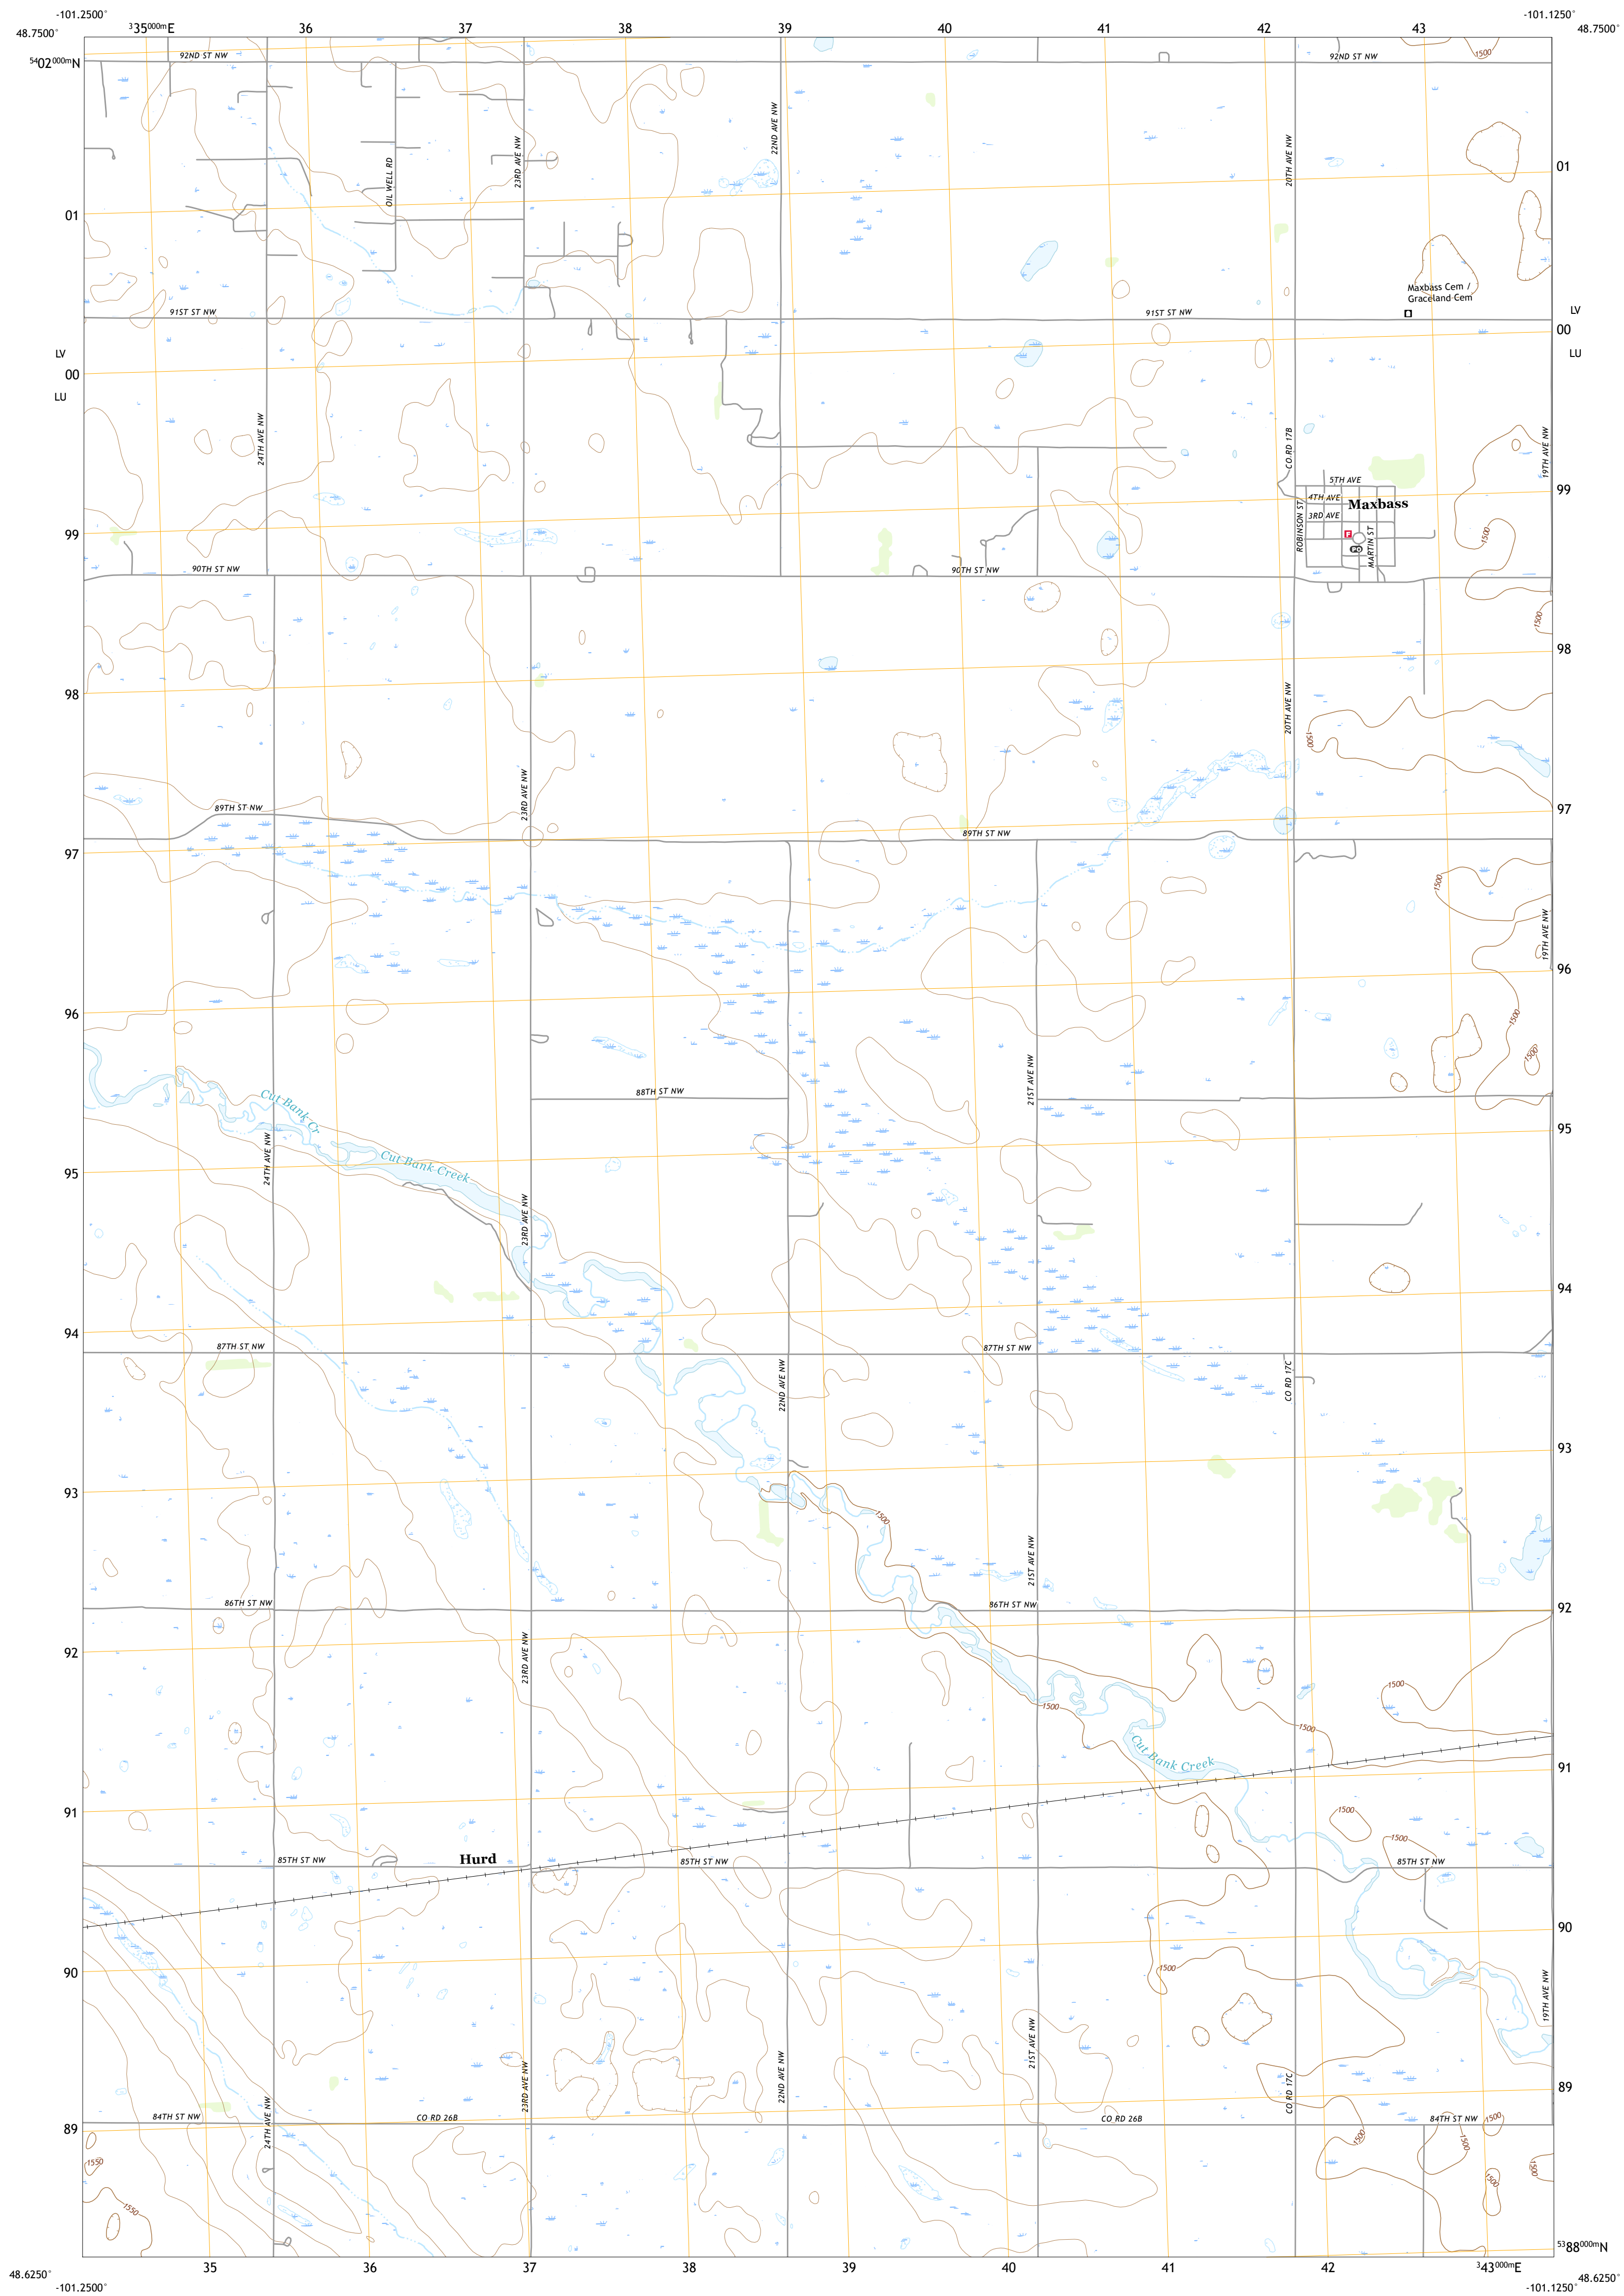 -101.2500°
-101.1250°
48.7500°
3 35000mE
36
37
38
39
40
41
42
43
48.7500°
54 02000mN
92ND ST NW
92ND ST NW
1500
OIL WELL RD
23RD AVE NW
22ND AVE NW
20TH AVE NW
01
01
Maxbass Cem /
Graceland Cem
91ST ST NW
91ST ST NW
LV
LV
00
LU
LU
00
24TH AVE NW
CO RD 17B
19TH AVE NW
5TH AVE
4TH AVE
Maxbass
3RD AVE
ROBINSON ST
MARTIN ST
F
PO
99
99
1500
90TH ST NW
90TH ST NW
1500
98
98
20TH AVE NW
1500
23RD AVE NW
89TH ST NW
89TH ST NW
97
97
1500
19TH AVE NW
96
96
1500
1500
88TH ST NW
21ST AVE NW
Cut Bank Cr
24TH AVE NW
Cut Bank Creek
95
95
23RD AVE NW
94
94
87TH ST NW
87TH ST NW
22ND AVE NW
CO RD 17C
93
93
1500
21ST AVE NW
86TH ST NW
86TH ST NW
92
92
23RD AVE NW
1500
1500
1500
Cut Bank Creek
91
91
1500
1500
85TH ST NW
Hurd
85TH ST NW
85TH ST NW
90
90
1500
19TH AVE NW
24TH AVE NW
23RD AVE NW
22ND AVE NW
21ST AVE NW
CO RD 17C
89
89
84TH ST NW
CO RD 26B
CO RD 26B
84TH ST NW
1500
1500
1500
1500
1500
1550
1550
53 88000mN
35
36
37
38
39
40
41
42
3 43000mE
48.6250°
48.6250°
-101.2500°
-101.1250°